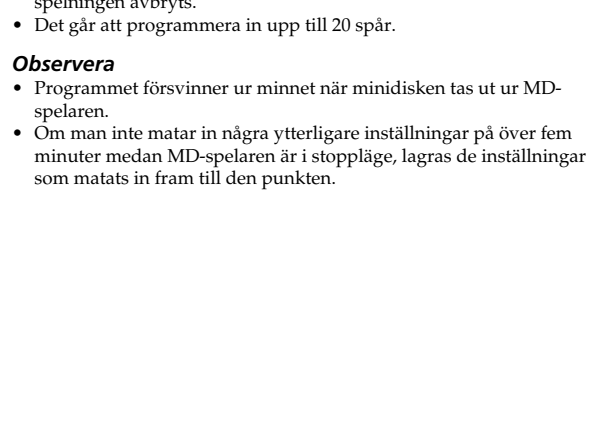 spelningen avbryts.
• Det går att programmera in upp till 20 spår.
Observera
• Programmet försvinner ur minnet när minidisken tas ut ur MD-
spelaren.
• Om man inte matar in några ytterligare inställningar på över fem
minuter medan MD-spelaren är i stoppläge, lagras de inställningar
som matats in fram till den punkten.